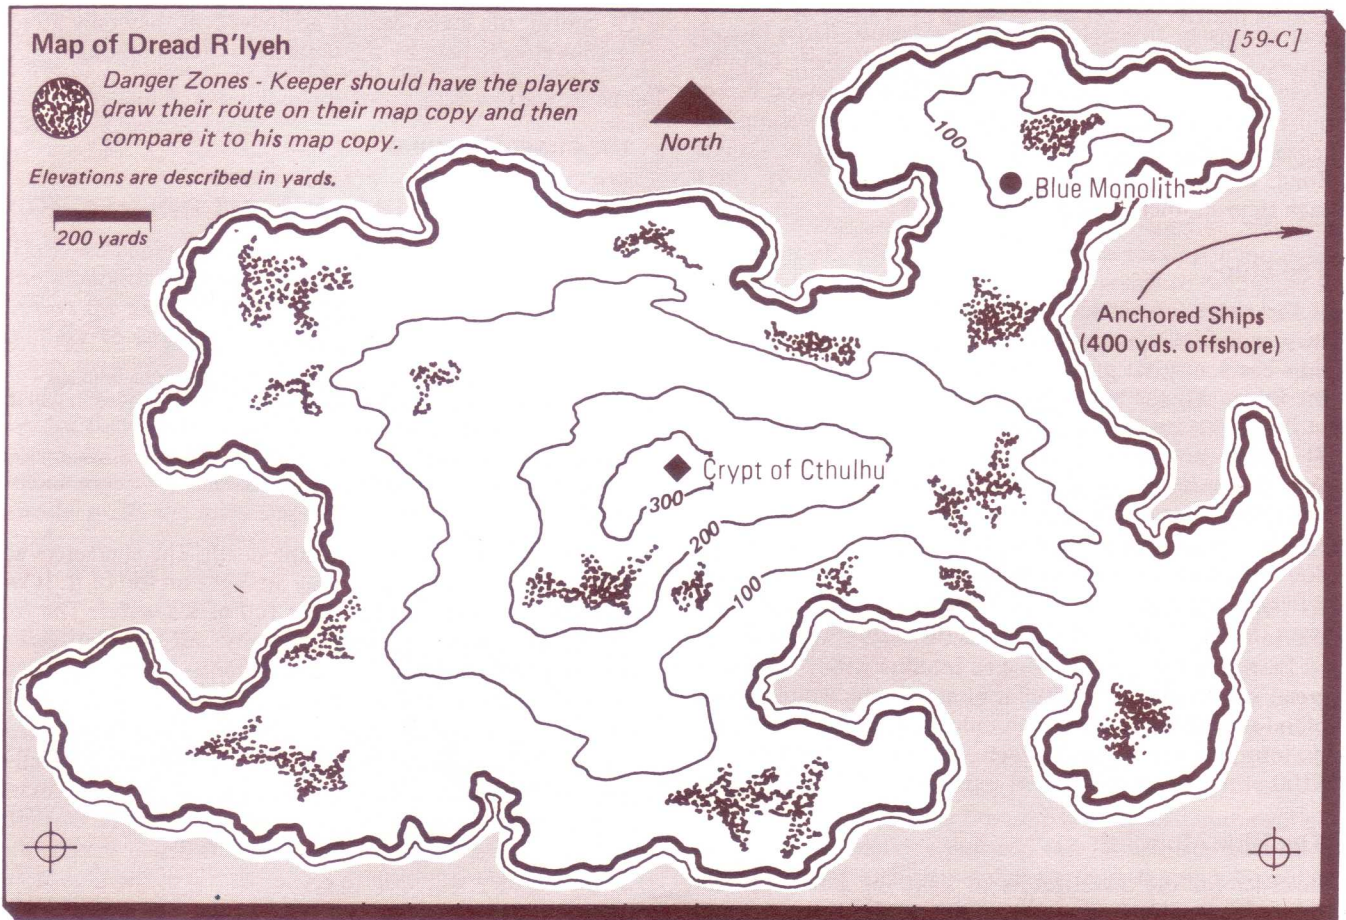 Map of Dread R'lyeh
[59-C]
Danger Zones - Keeper should have the players
draw their route on their map copy and then
compare it to his map copy.
North
Elevations are described in yards.
200 yards
100
Blue Monolith
Anchored Ships
(400 yds. offshore)
Crypt of Cthulhu
300
200
100